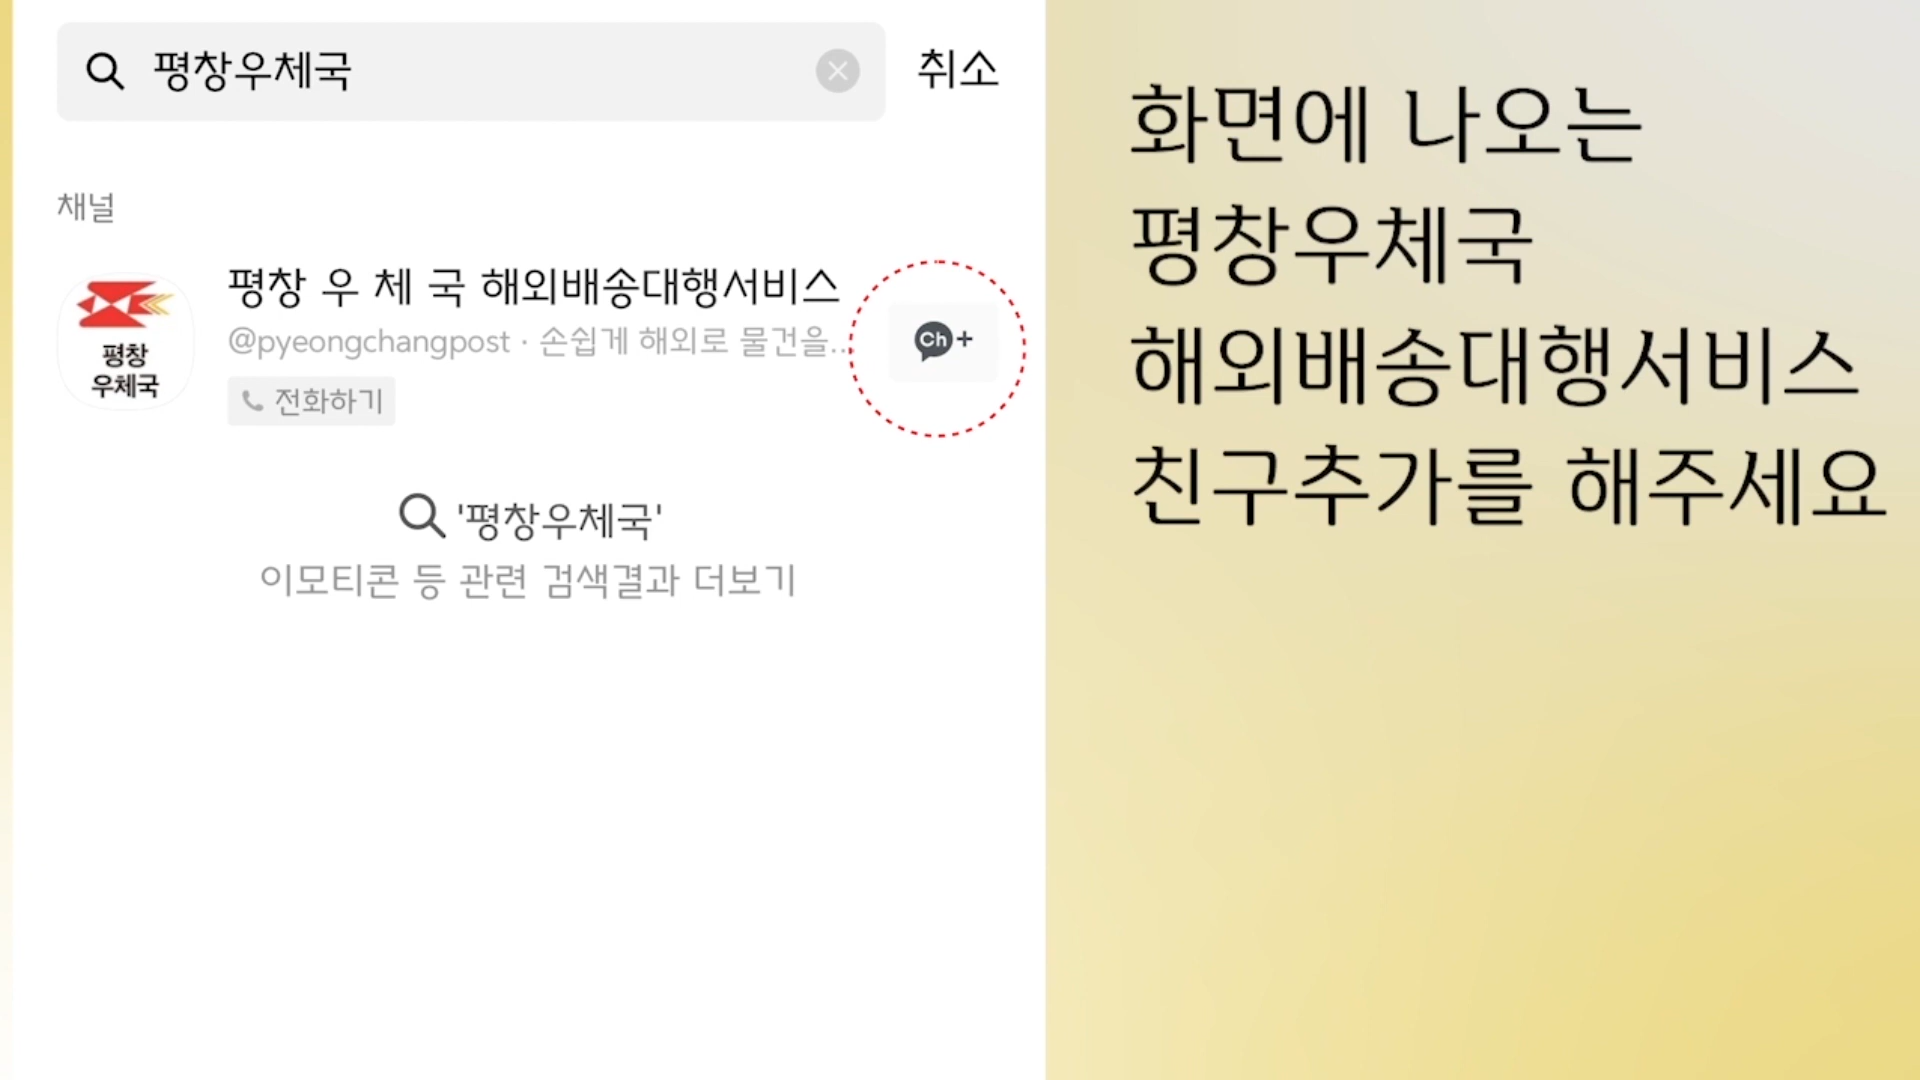 평창우체국
취소
채널
평창 우 체 국 해외배송대행서비스
@pyeongchangpost · 손쉽게 해외로 물건을..
평창
우체국
전화하기
Ch+
'평창우체국'
이모티콘 등 관련 검색결과 더보기
화면에 나오는
평창우체국
해외배송대행서비스
친구추가를 해주세요